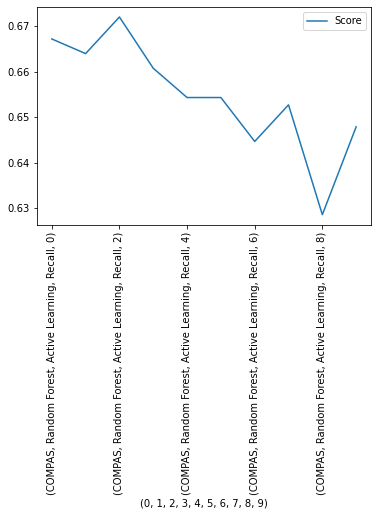 Score
0.67
0.66
0.65
0.64
0.63
(COMPAS, Random Forest, Active Learning, Recall, 0)
(COMPAS, Random Forest, Active Learning, Recall, 2)
(COMPAS, Random Forest, Active Learning, Recall, 4)
(COMPAS, Random Forest, Active Learning, Recall, 6)
(COMPAS, Random Forest, Active Learning, Recall, 8)
(0, 1, 2, 3, 4, 5, 6, 7, 8, 9)